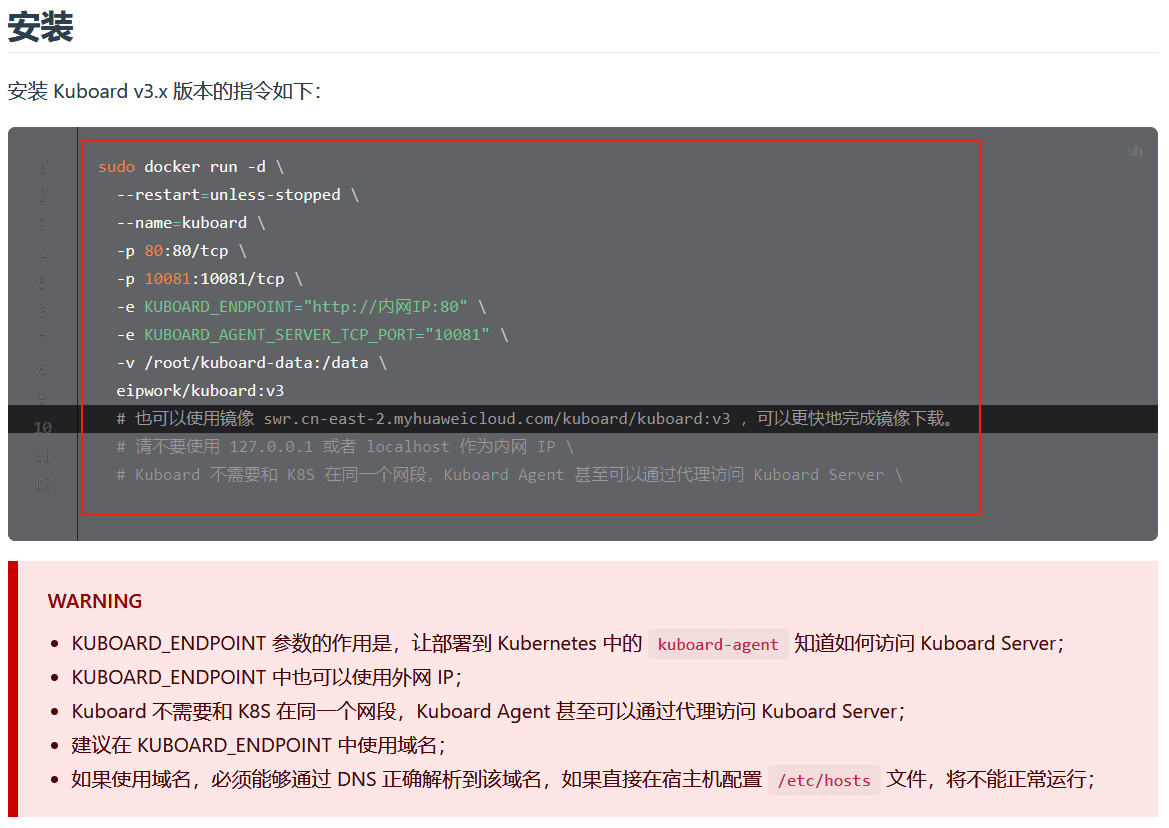 安装
安装 Kuboard v3.x 版本的指令如下：
sh
1 sudo docker run -d \
2 --restart=unless-stopped \
3 --name=kuboard \
4 -p 80:80/tcp \
5 -p 10081:10081/tcp \
6 -e KUBOARD_ENDPOINT="http://内网IP:80" \
7 -e KUBOARD_AGENT_SERVER_TCP_PORT="10081" \
8 -v /root/kuboard-data:/data \
9 eipwork/kuboard:v3
10 # 也可以使用镜像 swr.cn-east-2.myhuaweicloud.com/kuboard/kuboard:v3 ，可以更快地完成镜像下载。
11 # 请不要使用 127.0.0.1 或者 localhost 作为内网 IP \
12 # Kuboard 不需要和 K8S 在同一个网段，Kuboard Agent 甚至可以通过代理访问 Kuboard Server \
WARNING
• KUBOARD_ENDPOINT 参数的作用是，让部署到 Kubernetes 中的 kuboard-agent 知道如何访问 Kuboard Server；
• KUBOARD_ENDPOINT 中也可以使用外网 IP；
• Kuboard 不需要和 K8S 在同一个网段，Kuboard Agent 甚至可以通过代理访问 Kuboard Server；
• 建议在 KUBOARD_ENDPOINT 中使用域名；
• 如果使用域名，必须能够通过 DNS 正确解析到该域名，如果直接在宿主机配置 /etc/hosts 文件，将不能正常运行；